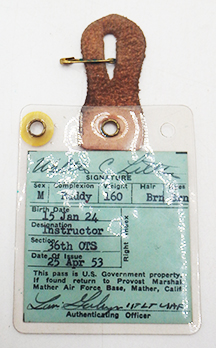 SIGNATURE
Sex Complexion Weight Hair
M Ruddy 160 Brn Brn
Birth Date
15 Jan 24
Designation
Instructor
Section
36th OTS
Date Of Issue
25 Apr 53
Right Index
This pass is U.S. Government property.
If found return to Provost Marshal
Mather Air Force Base, Mather, Calif.
Authenticating Officer